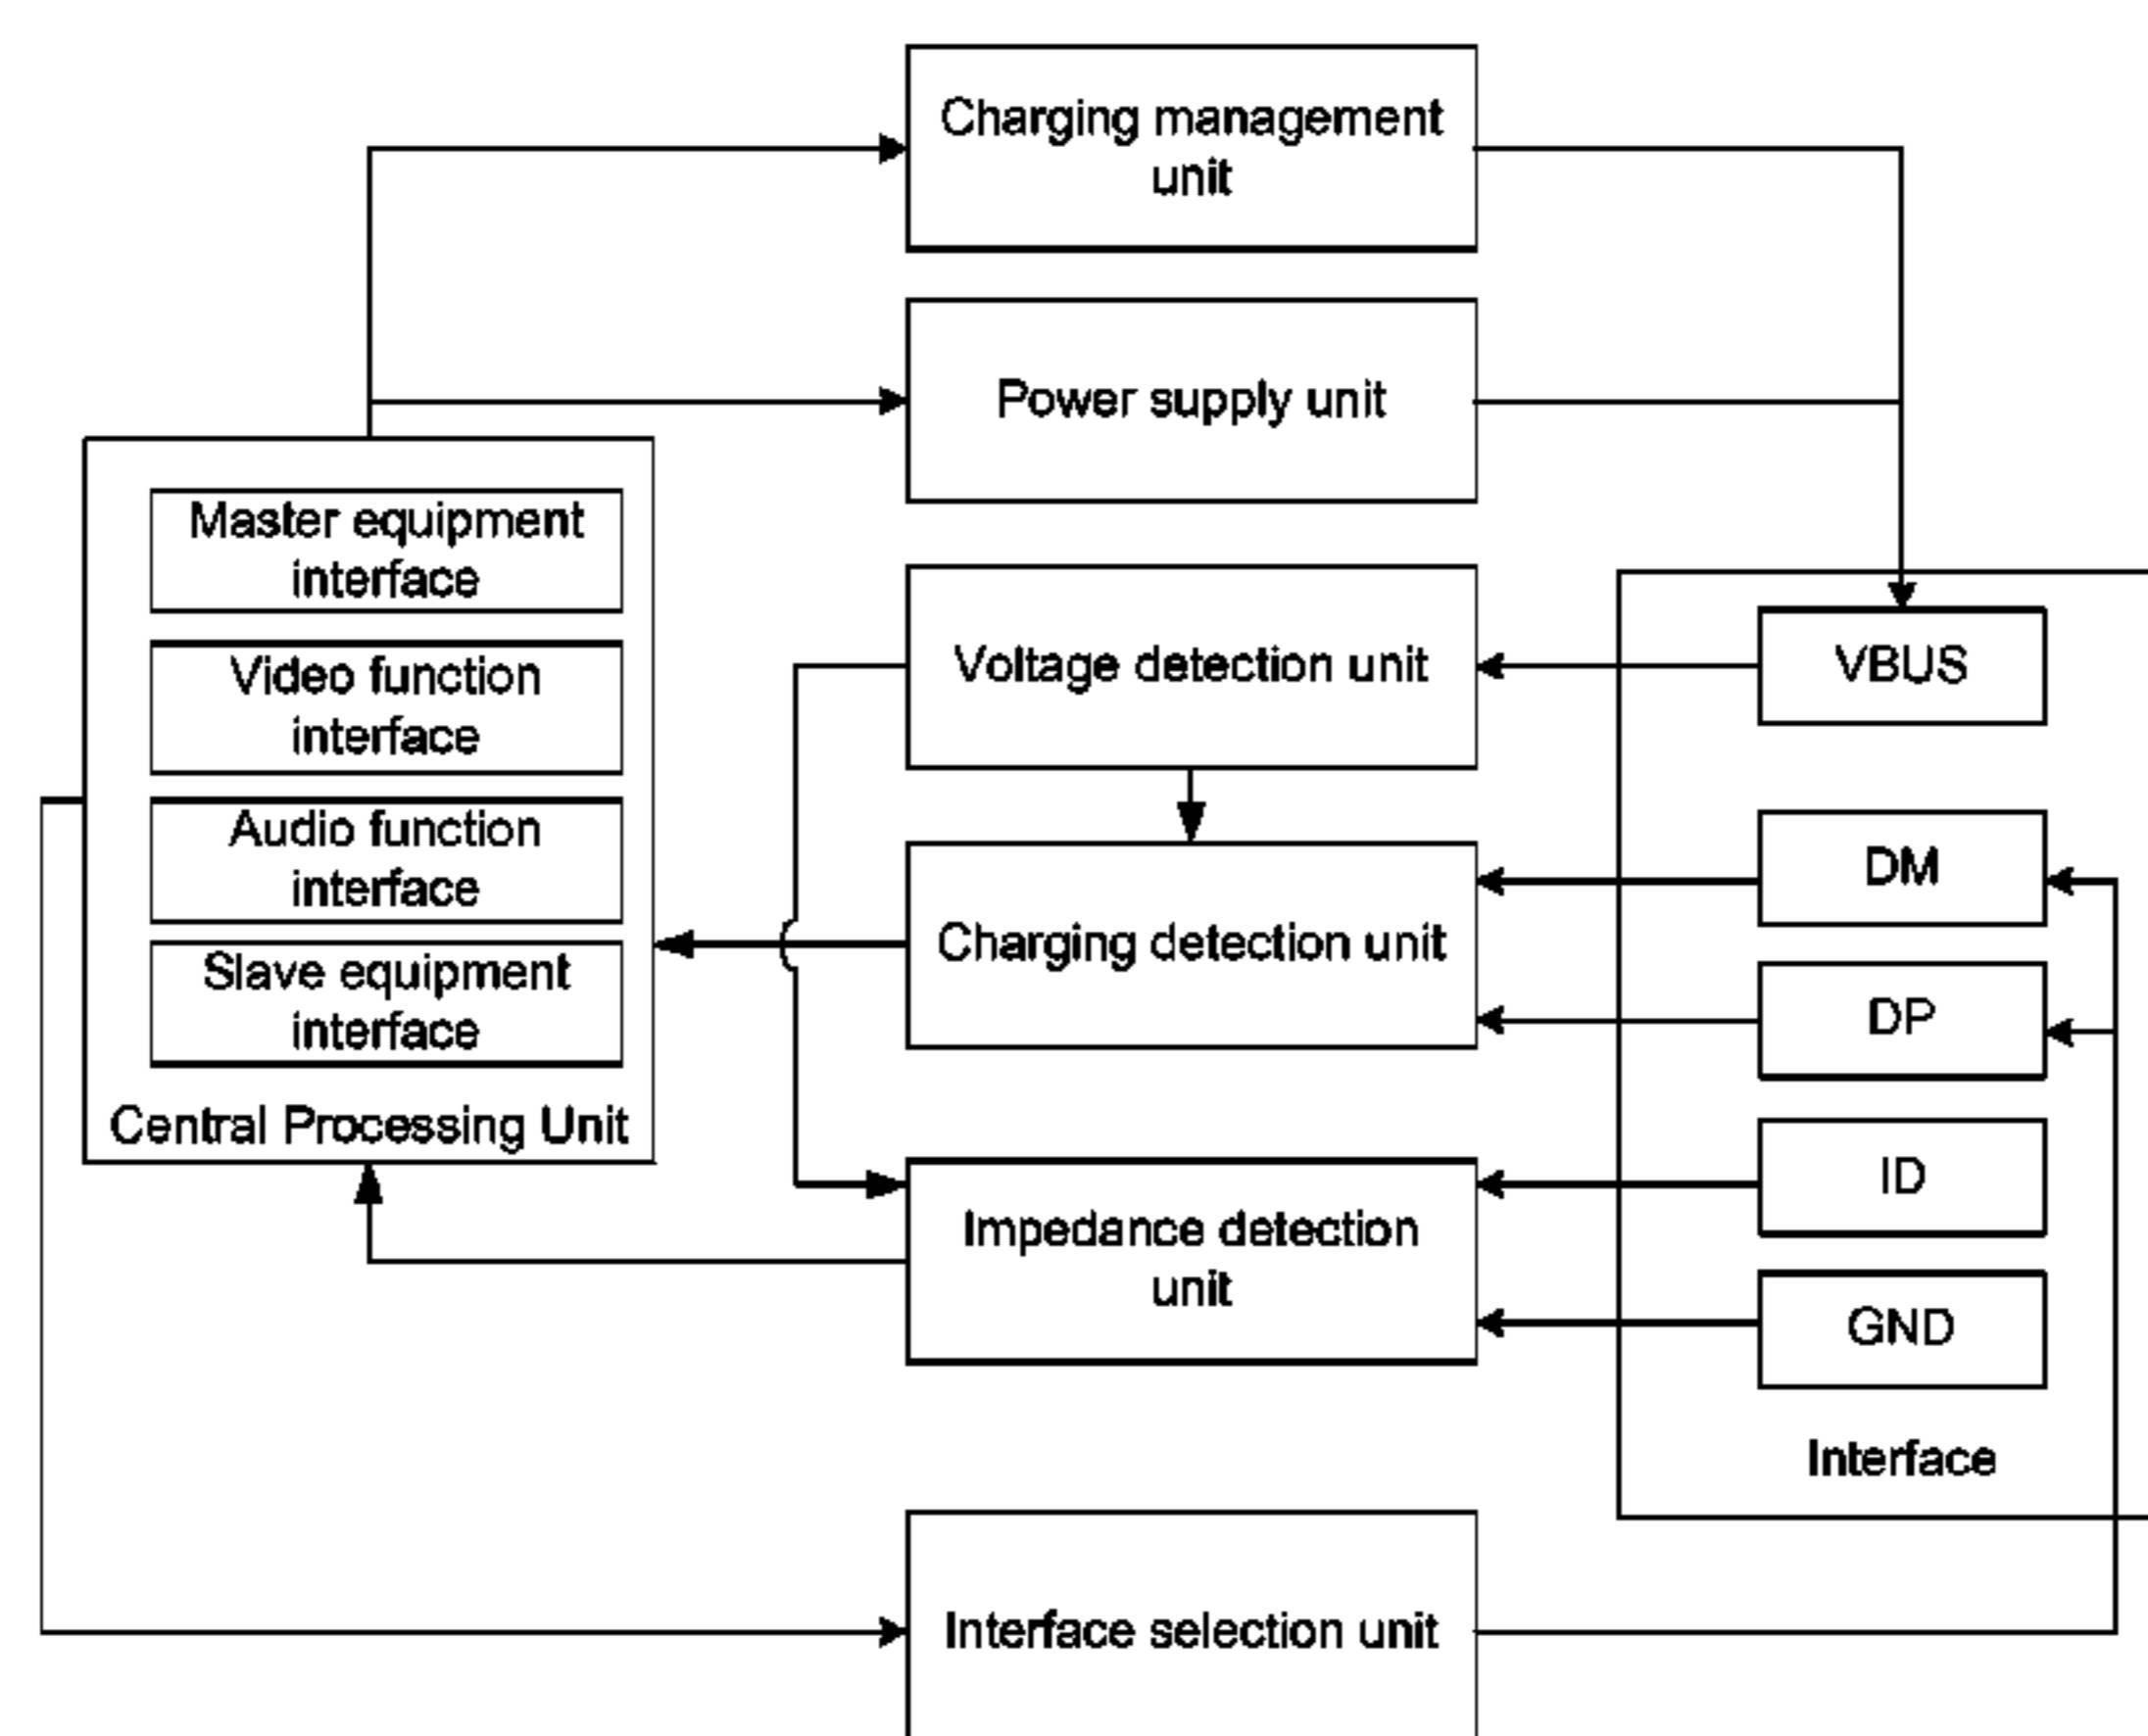 Charging management
unit
Power supply unit
Master equipment
interface
Video function
interface
Audio function
interface
Slave equipment
interface
Central Processing Unit
Voltage detection unit
Charging detection unit
Impedance detection
unit
Interface selection unit
VBUS
DM
DP
ID
GND
Interface